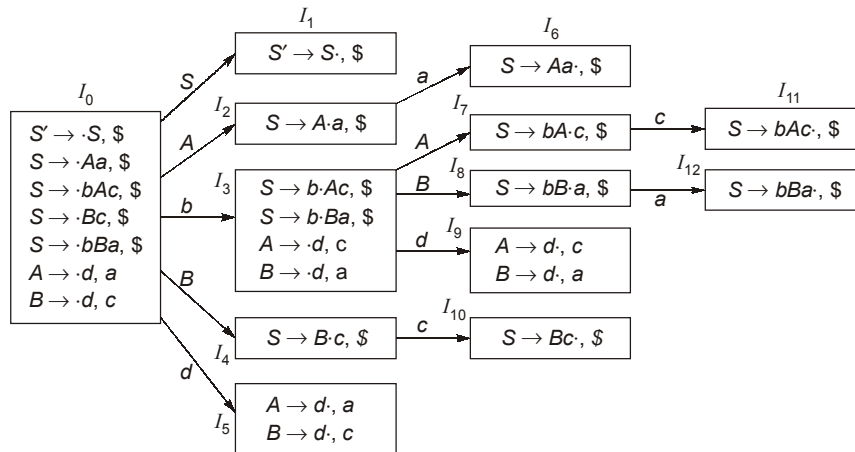 I₀
S′ → ·S, $
S → ·Aa, $
S → ·bAc, $
S → ·Bc, $
S → ·bBa, $
A → ·d, a
B → ·d, c
S
A
b
B
d
I₁
S′ → S·, $
I₂
S → A·a, $
a
I₃
S → b·Ac, $
S → b·Ba, $
A → ·d, c
B → ·d, a
A
B
d
I₄
S → B·c, $
c
I₅
A → d·, a
B → d·, c
I₆
S → Aa·, $
I₇
S → bA·c, $
c
I₈
S → bB·a, $
a
I₉
A → d·, c
B → d·, a
I₁₀
S → Bc·, $
I₁₁
S → bAc·, $
I₁₂
S → bBa·, $